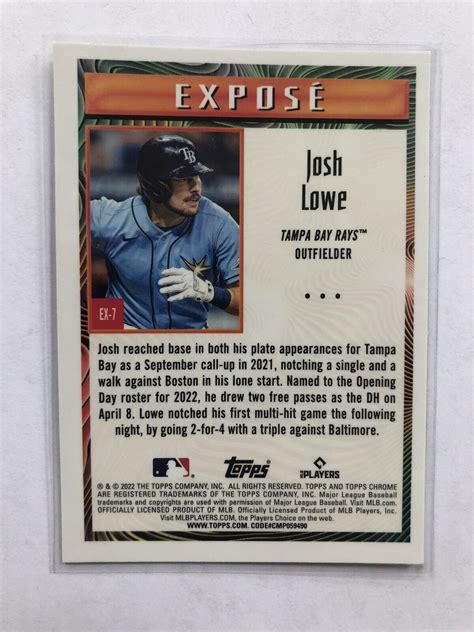 EXPOSÉ
Josh
Lowe
TAMPA BAY RAYS™
OUTFIELDER
TB
EX-7
Josh reached base in both his plate appearances for Tampa
Bay as a September call-up in 2021, notching a single and a
walk against Boston in his lone start. Named to the Opening
Day roster for 2022, he drew two free passes as the DH on
April 8. Lowe notched his first multi-hit game the following
night, by going 2-for-4 with a triple against Baltimore.
topps
MLB PLAYERS
® & © 2022 THE TOPPS COMPANY, INC. ALL RIGHTS RESERVED. TOPPS AND TOPPS CHROME
ARE REGISTERED TRADEMARKS OF THE TOPPS COMPANY, INC. Major League Baseball
trademarks and copyrights are used with permission of Major League Baseball. Visit MLB.com.
OFFICIALLY LICENSED PRODUCT OF MLB Players, Inc.
Visit MLBPLAYERS.com, the Players Choice on the web.
WWW.TOPPS.COM. CODE#CMP059490